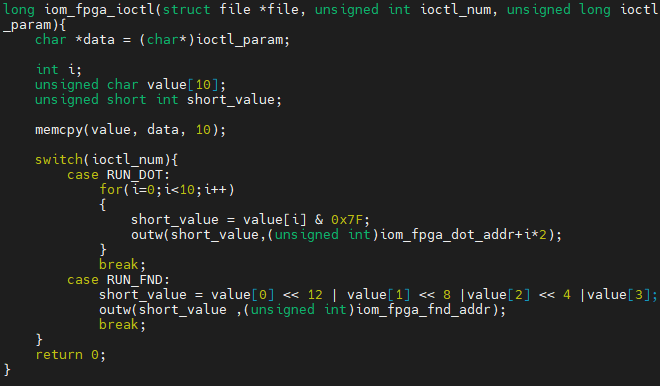 long iom_fpga_ioctl(struct file *file, unsigned int ioctl_num, unsigned long ioctl
_param){
    char *data = (char*)ioctl_param;

    int i;
    unsigned char value[10];
    unsigned short int short_value;

    memcpy(value, data, 10);

    switch(ioctl_num){
        case RUN_DOT:
            for(i=0;i<10;i++)
            {
                short_value = value[i] & 0x7F;
                outw(short_value,(unsigned int)iom_fpga_dot_addr+i*2);
            }
            break;
        case RUN_FND:
            short_value = value[0] << 12 | value[1] << 8 |value[2] << 4 |value[3];
            outw(short_value ,(unsigned int)iom_fpga_fnd_addr);
            break;
    }
    return 0;
}